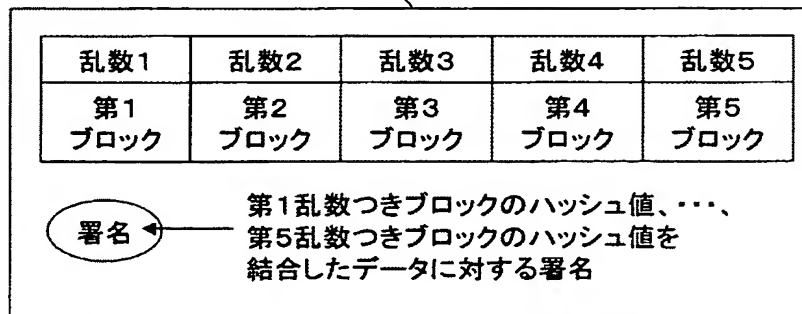 乱数1 乱数2 乱数3 乱数4 乱数5
第1 第2 第3 第4 第5
ブロック ブロック ブロック ブロック ブロック
第1乱数つきブロックのハッシュ値、・・・、
署名 第5乱数つきブロックのハッシュ値を
結合したデータに対する署名